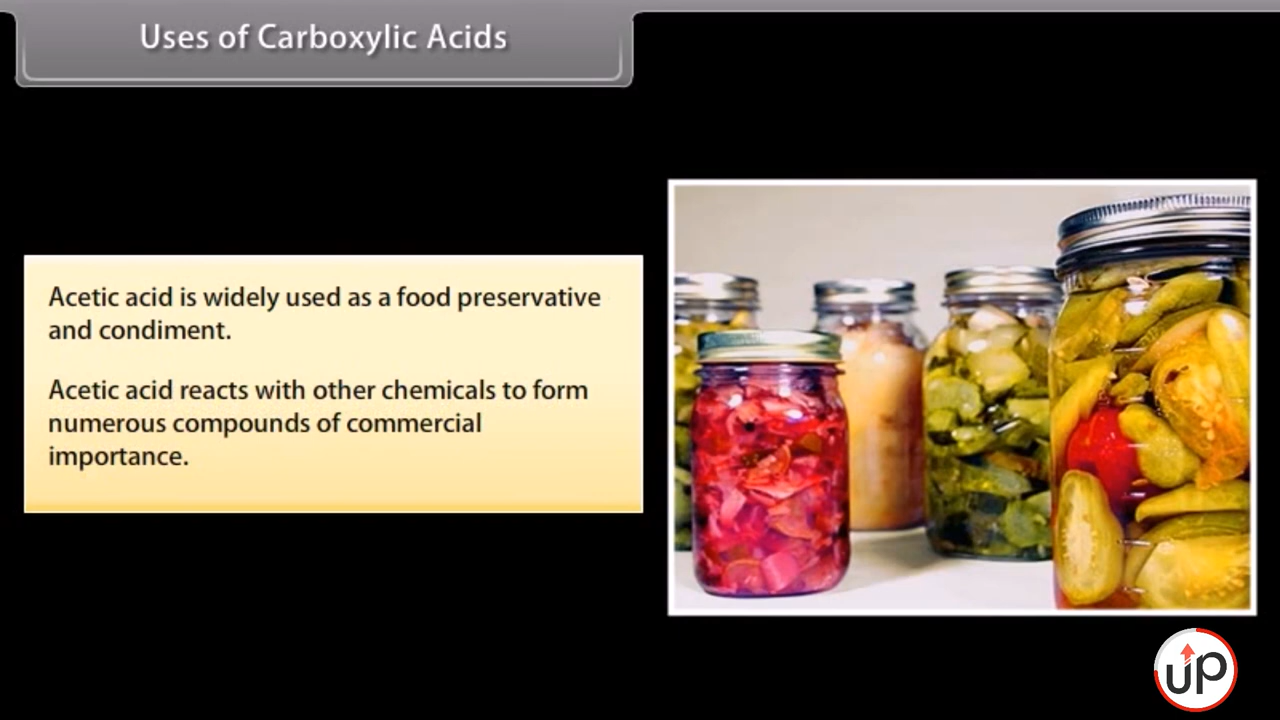 Uses of Carboxylic Acids
Acetic acid is widely used as a food preservative
and condiment.
Acetic acid reacts with other chemicals to form
numerous compounds of commercial
importance.
UP